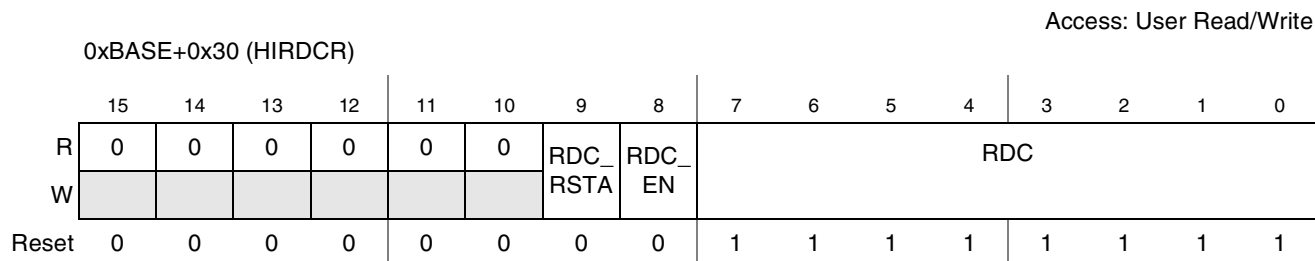 Access: User Read/Write
0xBASE+0x30 (HIRDCR)
15 14 13 12 11 10 9 8 7 6 5 4 3 2 1 0
R 0 0 0 0 0 0 RDC_ RDC_ RDC
W RSTA EN
Reset 0 0 0 0 0 0 0 0 1 1 1 1 1 1 1 1